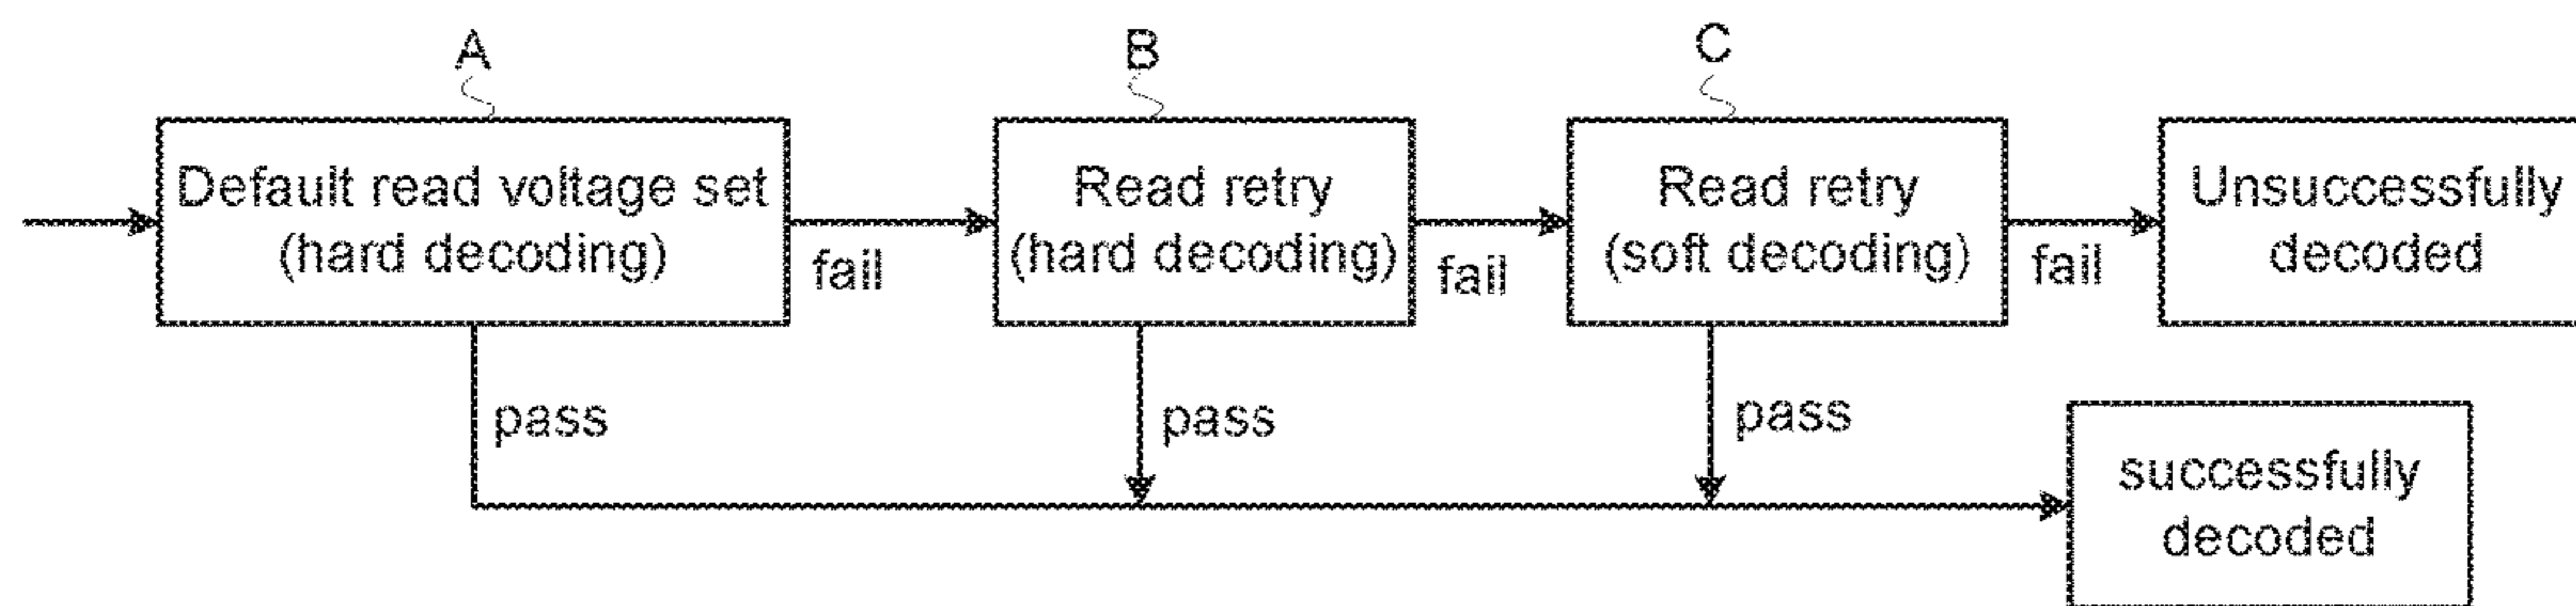 A
B
C
Default read voltage set
(hard decoding)
fail
Read retry
(hard decoding)
fail
Read retry
(soft decoding)
fail
Unsuccessfully
decoded
pass
pass
pass
successfully
decoded